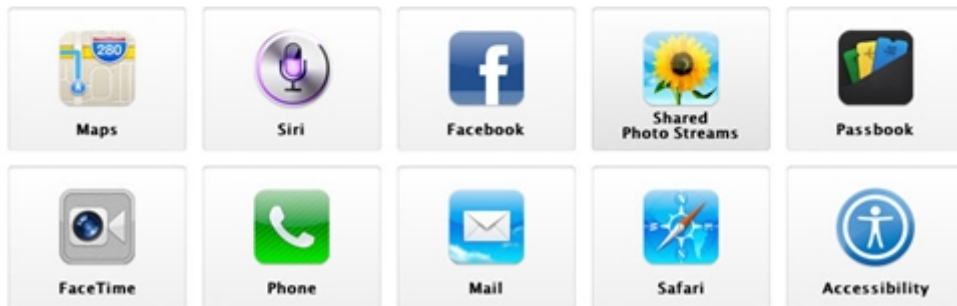 280
Maps
Siri
Facebook
Shared
Photo Streams
Passbook
FaceTime
Phone
Mail
Safari
Accessibility